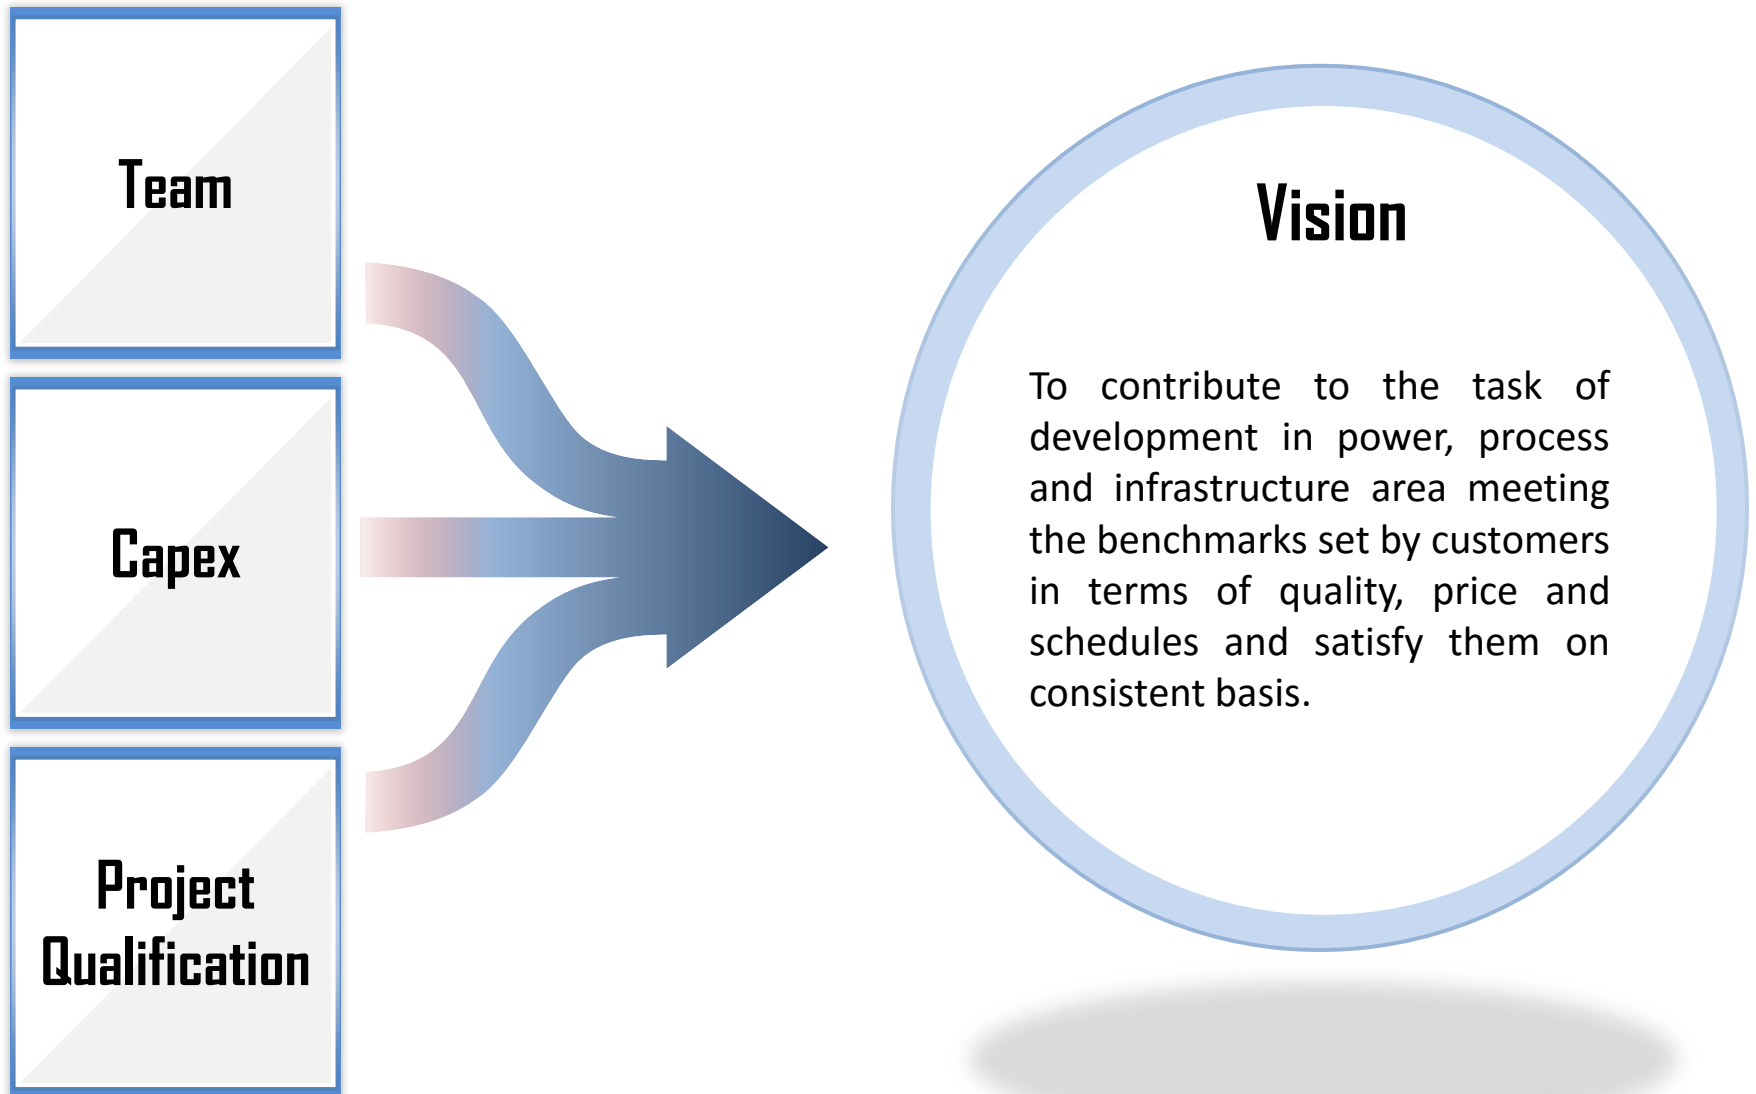 Team
Capex
Project
Qualification
Vision
To contribute to the task of
development in power, process
and infrastructure area meeting
the benchmarks set by customers
in terms of quality, price and
schedules and satisfy them on
consistent basis.